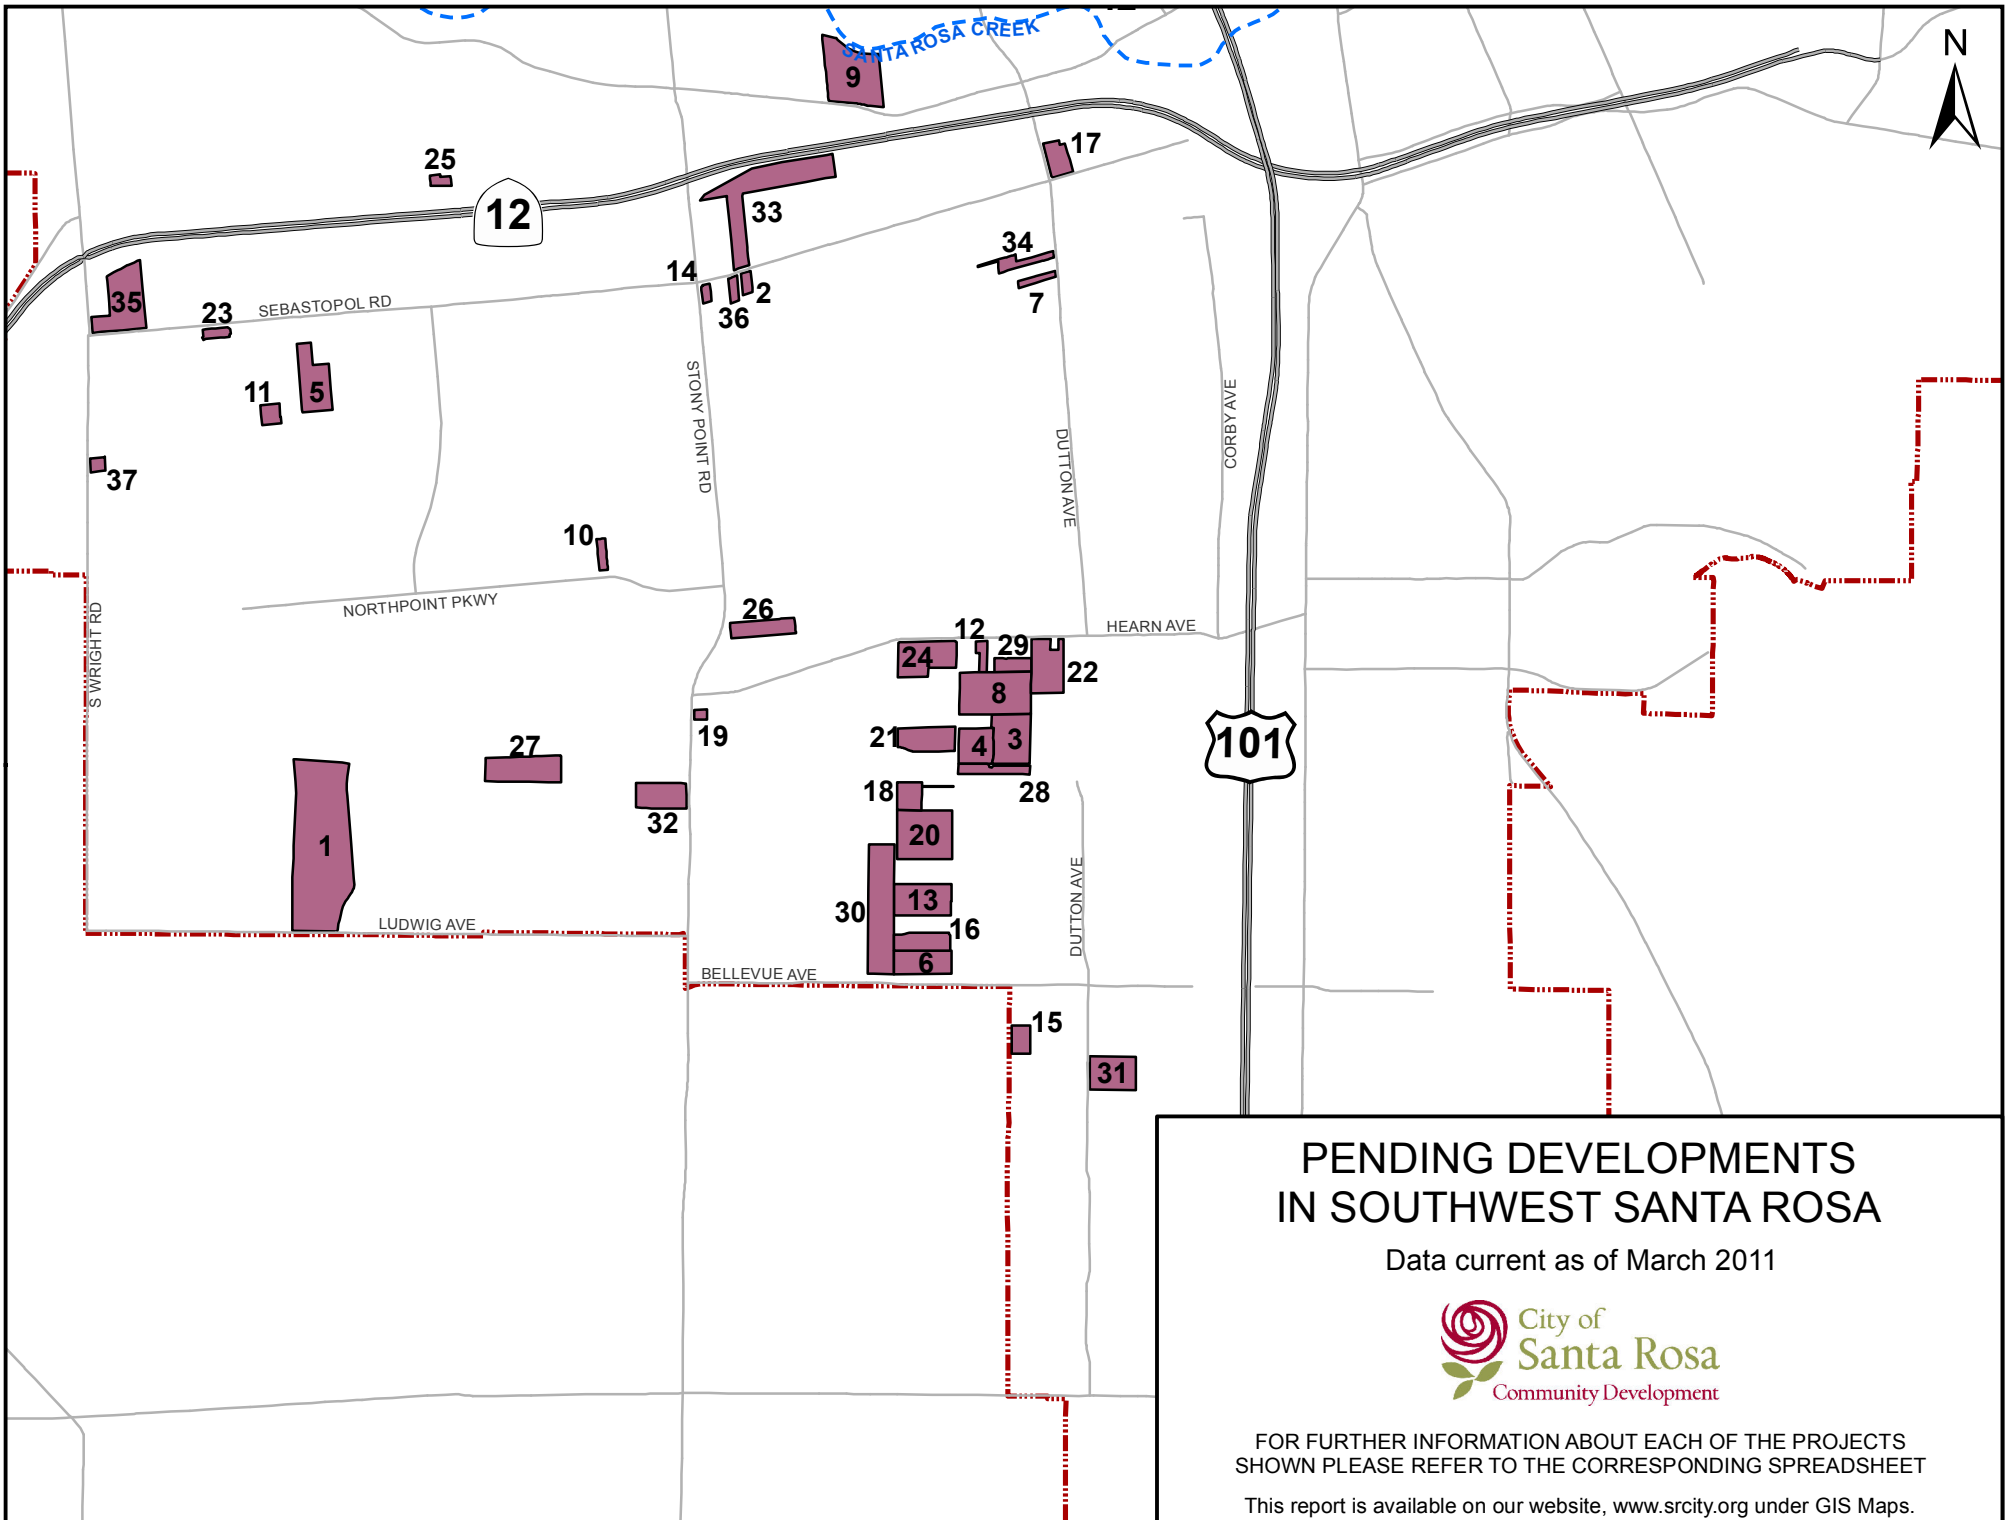 SANTA ROSA CREEK
N
9
17
25
12
33
34
14
2
7
36
35
23
SEBASTOPOL RD
11
5
37
STONY POINT RD
DUTTON AVE
CORBY AVE
10
NORTHPOINT PKWY
S WRIGHT RD
26
HEARN AVE
12
29
24
22
8
19
21
4
3
101
27
28
18
32
20
1
13
30
16
DUTTON AVE
LUDWIG AVE
6
BELLEVUE AVE
15
31
PENDING DEVELOPMENTS
IN SOUTHWEST SANTA ROSA
Data current as of March 2011
City of
Santa Rosa
Community Development
FOR FURTHER INFORMATION ABOUT EACH OF THE PROJECTS
SHOWN PLEASE REFER TO THE CORRESPONDING SPREADSHEET
This report is available on our website, www.srcity.org under GIS Maps.